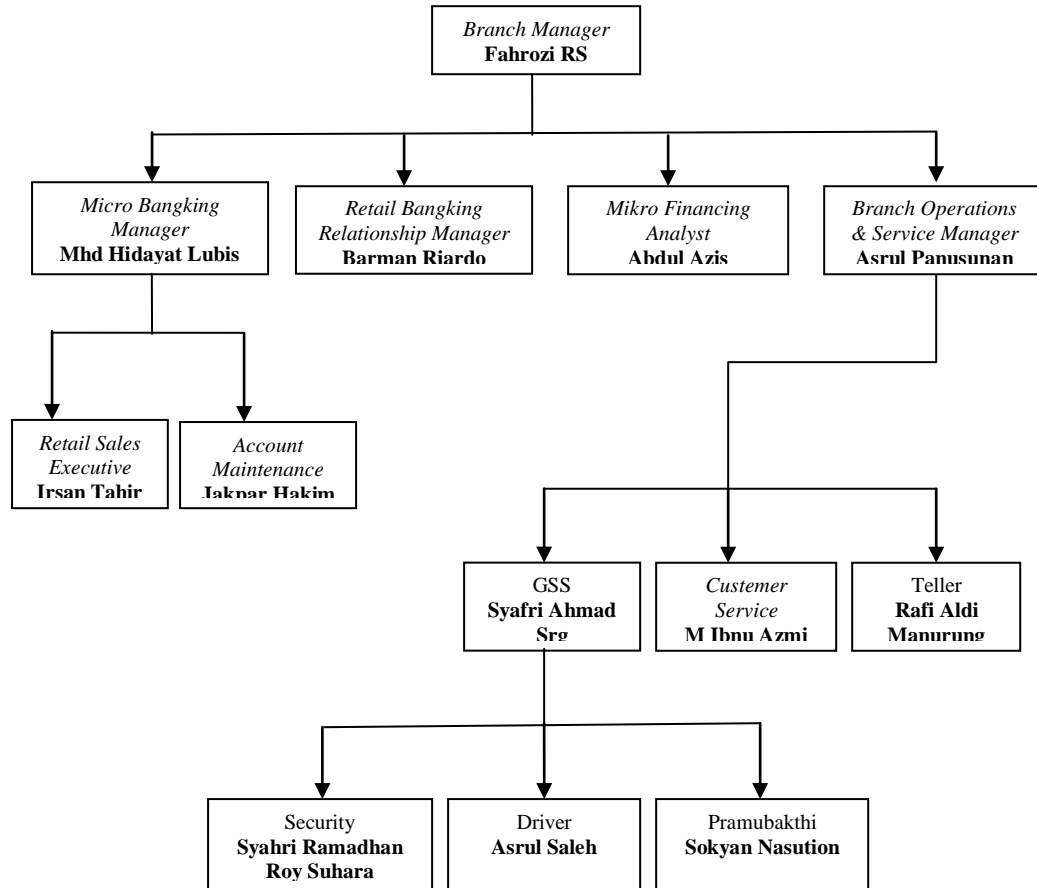 Branch Manager
Fahrozi RS
Micro Bangking
Manager
Mhd Hidayat Lubis
Retail Bangking
Relationship Manager
Barman Riardo
Mikro Financing
Analyst
Abdul Azis
Branch Operations
& Service Manager
Asrul Panusunan
Retail Sales
Executive
Irsan Tahir
Account
Maintenance
Jakpar Hakim
GSS
Syafri Ahmad
Srg
Custemer
Service
M Ibnu Azmi
Teller
Rafi Aldi
Manurung
Security
Syahri Ramadhan
Roy Suhara
Driver
Asrul Saleh
Pramubakthi
Sokyan Nasution